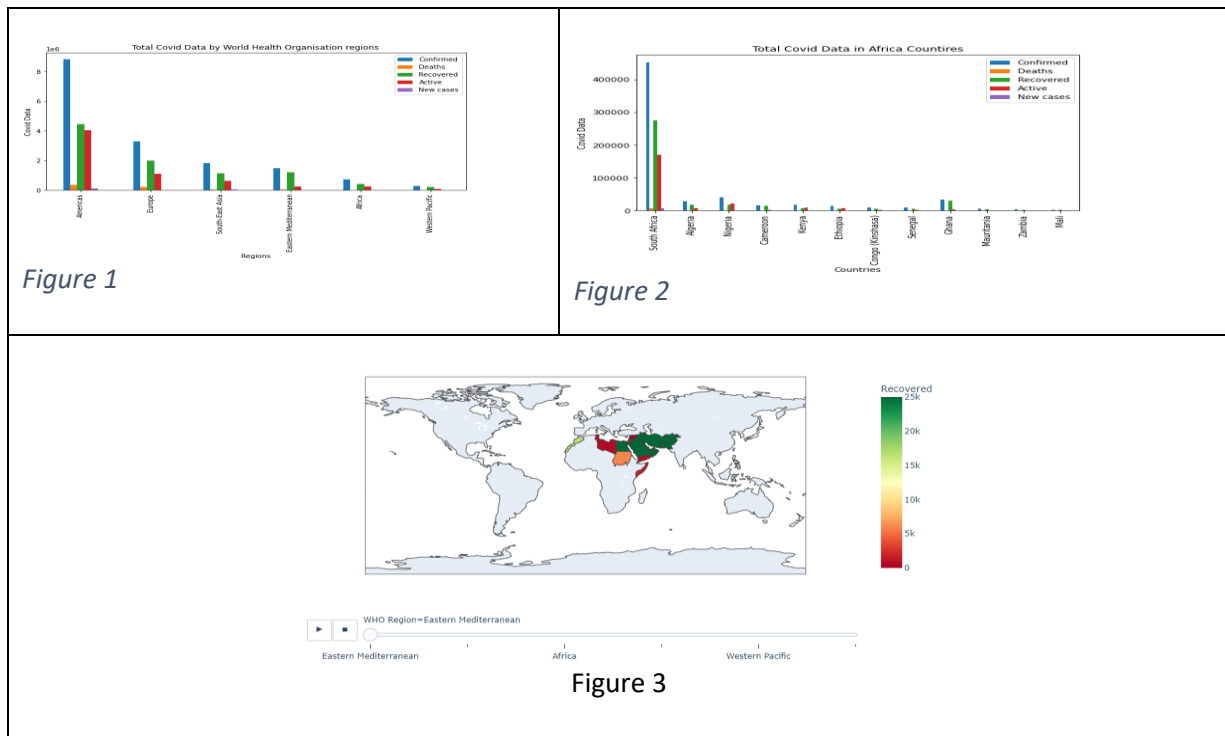 Total Covid Data by World Health Organisation regions
1e6
8
6
4
2
0
Covid Data
Confirmed
Deaths
Recovered
Active
New cases
Americas
Europe
South-East Asia
Eastern Mediterranean
Africa
Western Pacific
Regions
Figure 1
Total Covid Data in Africa Countires
400000
300000
200000
100000
0
Covid Data
Confirmed
Deaths
Recovered
Active
New cases
South Africa
Algeria
Nigeria
Cameroon
Kenya
Ethiopia
Congo (Kinshasa)
Senegal
Ghana
Mauritania
Zambia
Mali
Countries
Figure 2
Recovered
25k
20k
15k
10k
5k
0
WHO Region=Eastern Mediterranean
Eastern Mediterranean
Africa
Western Pacific
Figure 3